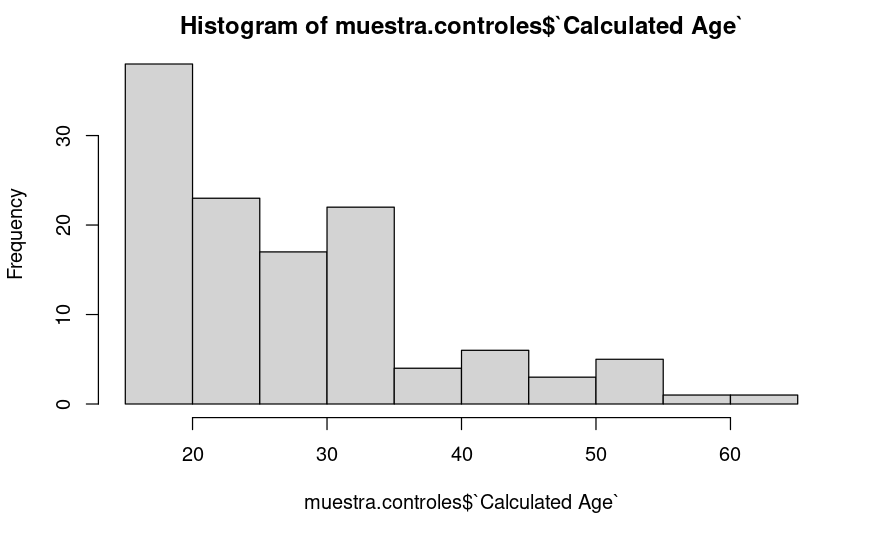 Histogram of muestra.controles$`Calculated Age`
Frequency
30
20
10
0
20 30 40 50 60
muestra.controles$`Calculated Age`